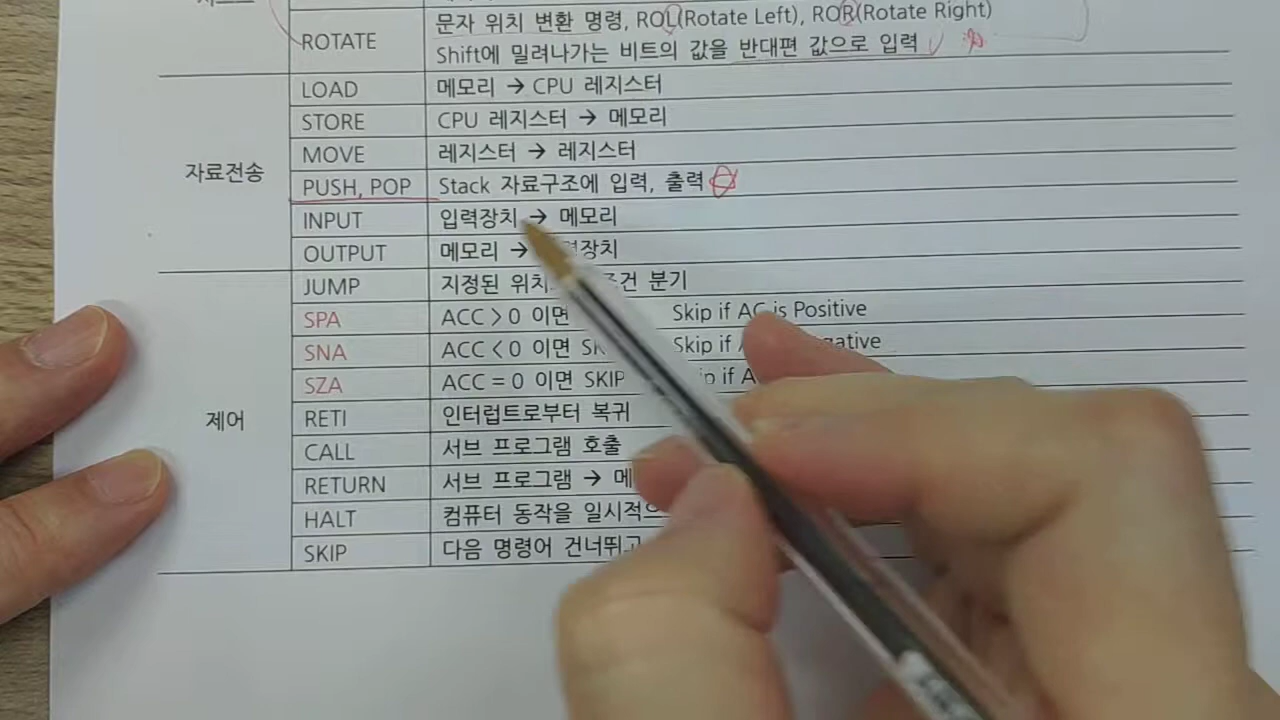 ROTATE
문자 위치 변환 명령, ROL(Rotate Left), ROR(Rotate Right)
Shift에 밀려나가는 비트의 값을 반대편 값으로 입력
자료전송
LOAD 메모리 → CPU 레지스터
STORE CPU 레지스터 → 메모리
MOVE 레지스터 → 레지스터
PUSH, POP Stack 자료구조에 입력, 출력
INPUT 입력장치 → 메모리
OUTPUT 메모리 →
제어
JUMP 지정된 분기
SPA ACC > 0 이면 Skip if AC is Positive
SNA ACC < 0 이면 Skip if
SZA ACC = 0 이면 SKIP
RETI 인터럽트로부터 복귀
CALL 서브 프로그램 호출
RETURN 서브 프로그램 →
HALT 컴퓨터 동작을
SKIP 다음 명령어 건너뛰고